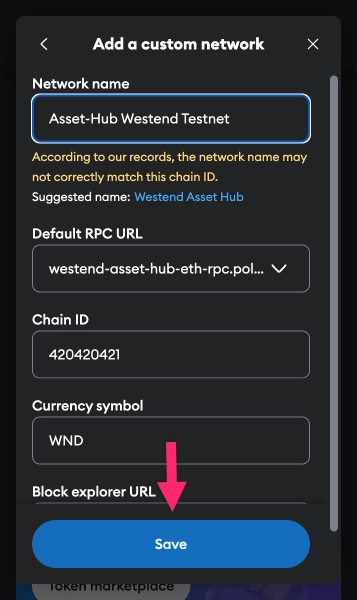 Add a custom network
Network name
Asset-Hub Westend Testnet
According to our records, the network name may
not correctly match this chain ID.
Suggested name: Westend Asset Hub
Default RPC URL
westend-asset-hub-eth-rpc.pol...
Chain ID
420420421
Currency symbol
WND
Block explorer URL
Save
Token marketplace